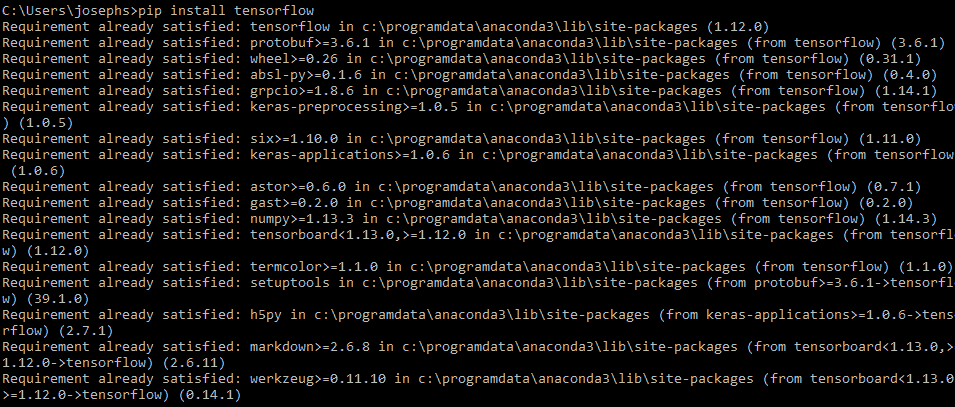 C:\Users\josephs>pip install tensorflow
Requirement already satisfied: tensorflow in c:\programdata\anaconda3\lib\site-packages (1.12.0)
Requirement already satisfied: protobuf>=3.6.1 in c:\programdata\anaconda3\lib\site-packages (from tensorflow) (3.6.1)
Requirement already satisfied: wheel>=0.26 in c:\programdata\anaconda3\lib\site-packages (from tensorflow) (0.31.1)
Requirement already satisfied: absl-py>=0.1.6 in c:\programdata\anaconda3\lib\site-packages (from tensorflow) (0.4.0)
Requirement already satisfied: grpcio>=1.8.6 in c:\programdata\anaconda3\lib\site-packages (from tensorflow) (1.14.1)
Requirement already satisfied: keras-preprocessing>=1.0.5 in c:\programdata\anaconda3\lib\site-packages (from tensorflo
) (1.0.5)
Requirement already satisfied: six>=1.10.0 in c:\programdata\anaconda3\lib\site-packages (from tensorflow) (1.11.0)
Requirement already satisfied: keras-applications>=1.0.6 in c:\programdata\anaconda3\lib\site-packages (from tensorflow
 (1.0.6)
Requirement already satisfied: astor>=0.6.0 in c:\programdata\anaconda3\lib\site-packages (from tensorflow) (0.7.1)
Requirement already satisfied: gast>=0.2.0 in c:\programdata\anaconda3\lib\site-packages (from tensorflow) (0.2.0)
Requirement already satisfied: numpy>=1.13.3 in c:\programdata\anaconda3\lib\site-packages (from tensorflow) (1.14.3)
Requirement already satisfied: tensorboard<1.13.0,>=1.12.0 in c:\programdata\anaconda3\lib\site-packages (from tensorfl
w) (1.12.0)
Requirement already satisfied: termcolor>=1.1.0 in c:\programdata\anaconda3\lib\site-packages (from tensorflow) (1.1.0)
Requirement already satisfied: setuptools in c:\programdata\anaconda3\lib\site-packages (from protobuf>=3.6.1->tensorfl
w) (39.1.0)
Requirement already satisfied: h5py in c:\programdata\anaconda3\lib\site-packages (from keras-applications>=1.0.6->tens
rflow) (2.7.1)
Requirement already satisfied: markdown>=2.6.8 in c:\programdata\anaconda3\lib\site-packages (from tensorboard<1.13.0,>
1.12.0->tensorflow) (2.6.11)
Requirement already satisfied: werkzeug>=0.11.10 in c:\programdata\anaconda3\lib\site-packages (from tensorboard<1.13.0
>=1.12.0->tensorflow) (0.14.1)